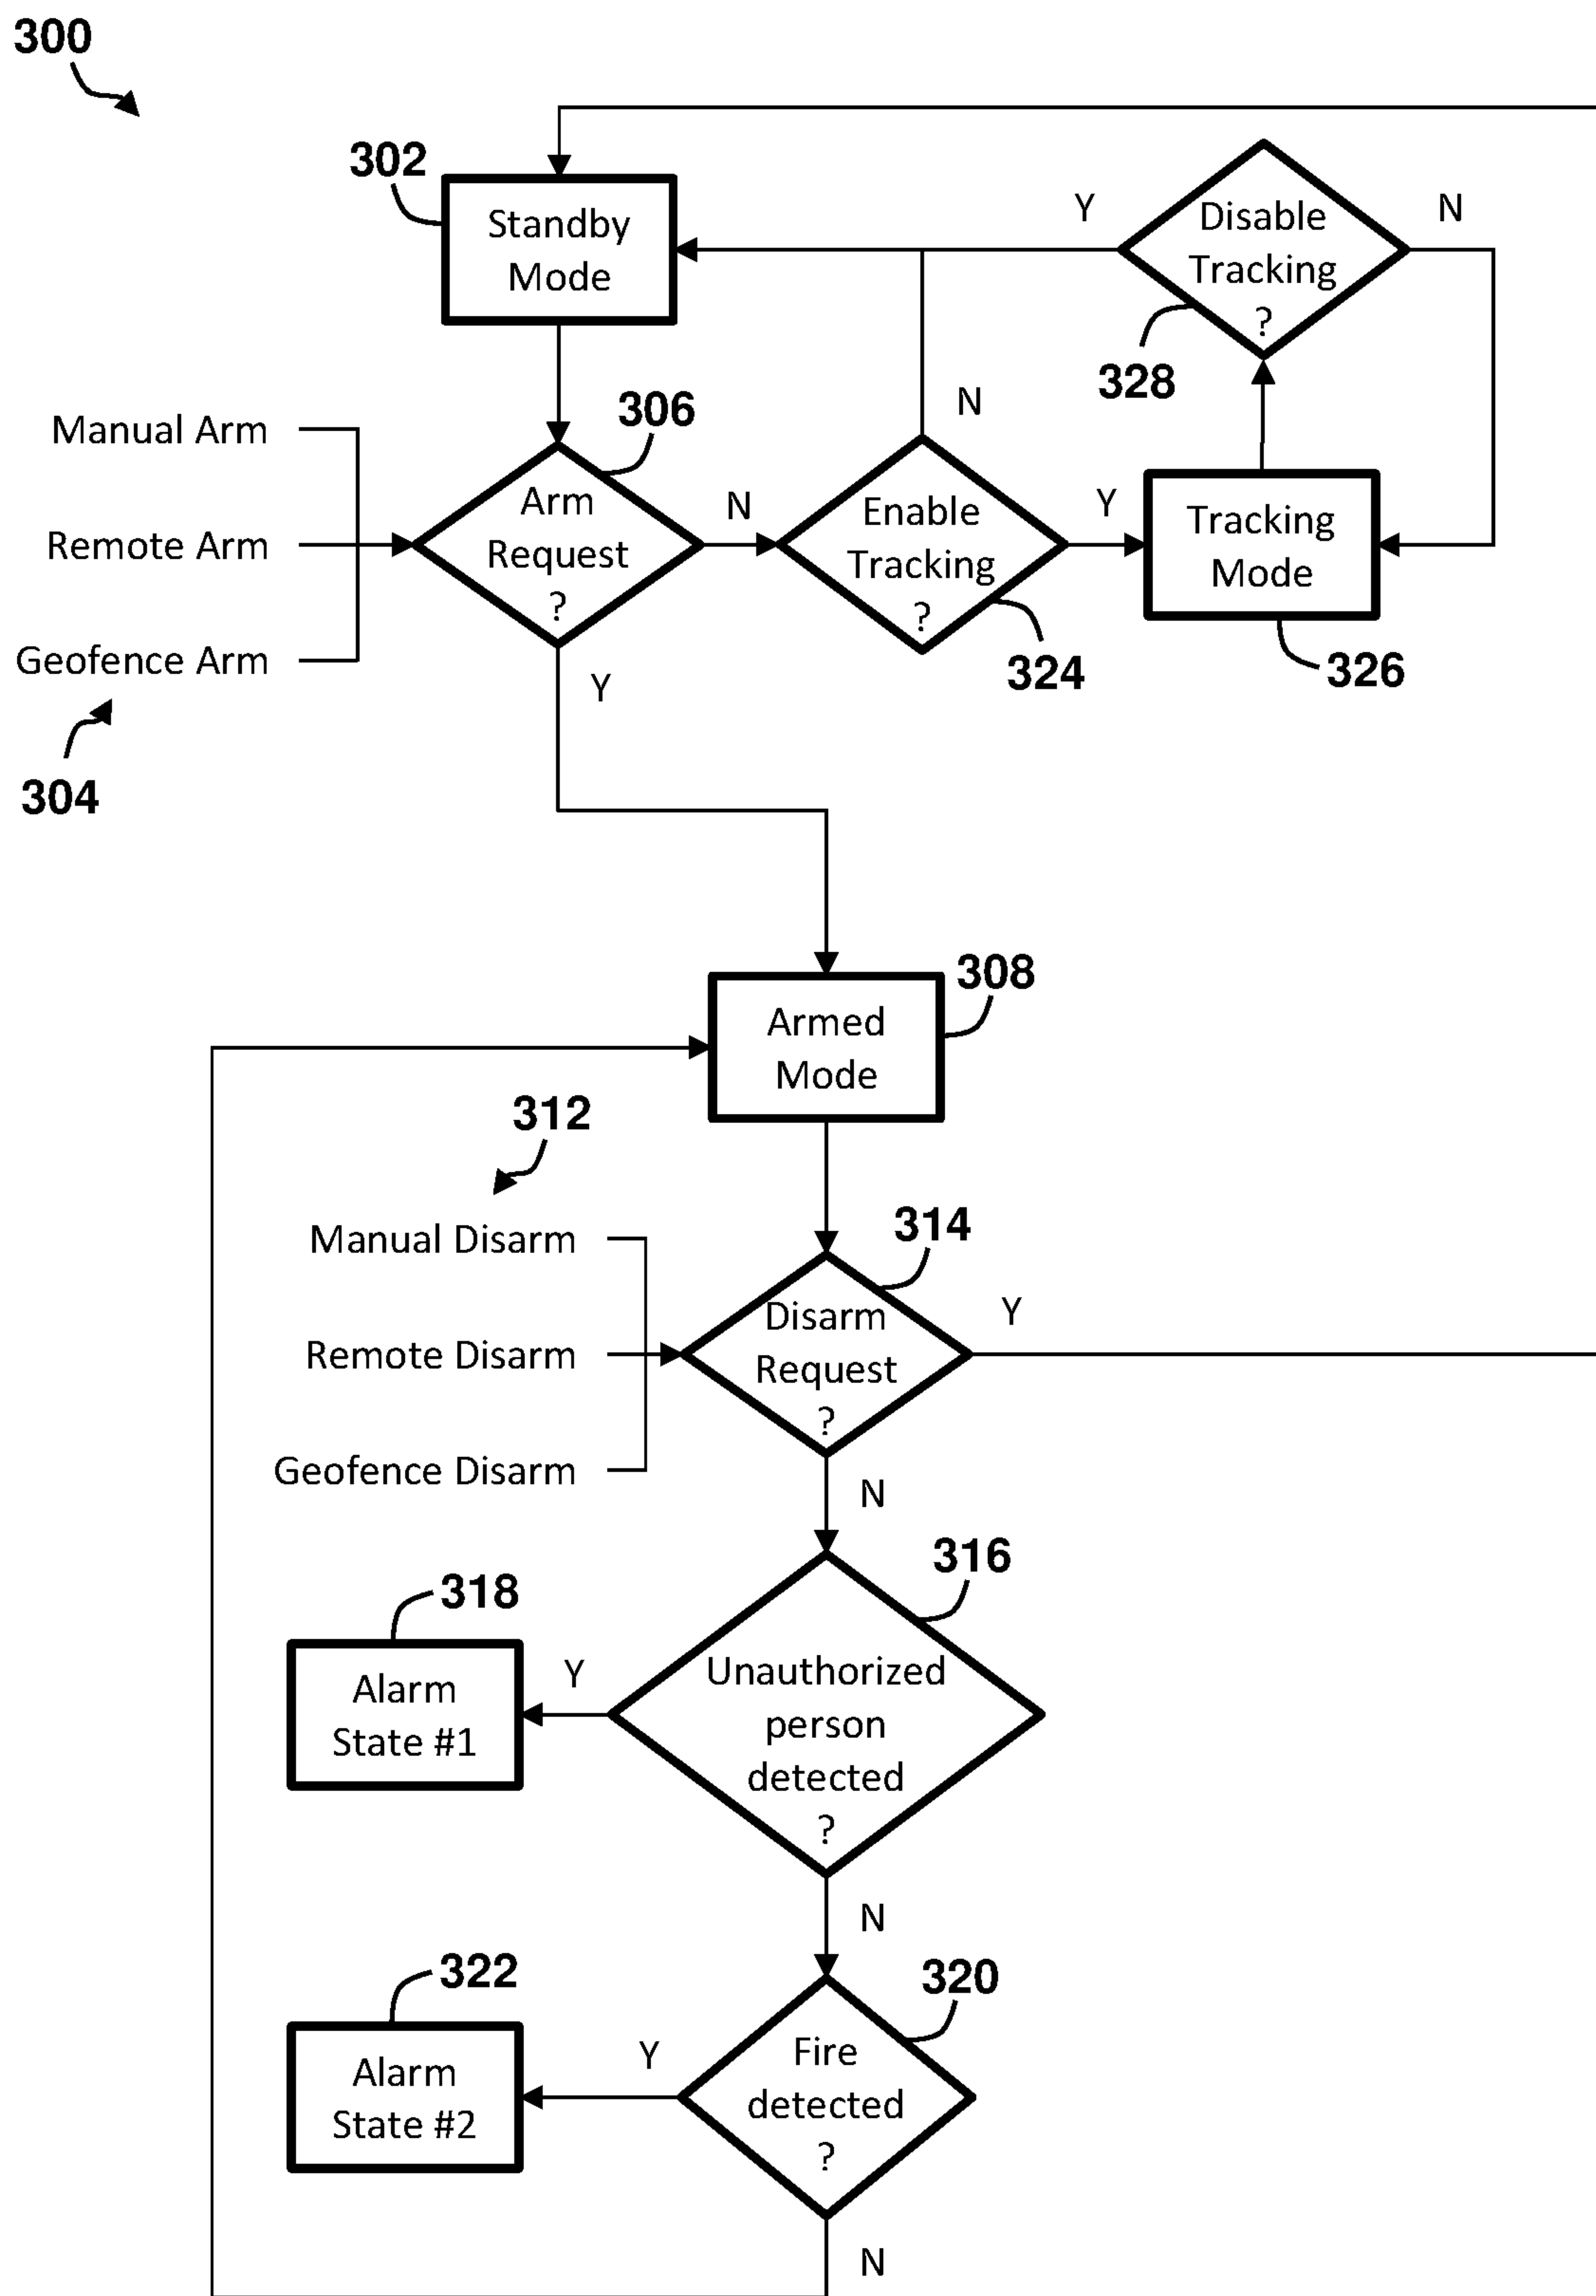 300
302
Standby
Mode
Y
Disable
Tracking
?
N
328
Manual Arm
Remote Arm
Geofence Arm
304
306
Arm
Request
?
N
Y
N
Enable
Tracking
?
324
Y
Tracking
Mode
326
308
Armed
Mode
312
Manual Disarm
Remote Disarm
Geofence Disarm
314
Disarm
Request
?
Y
N
316
Unauthorized
person
detected
?
Y
318
Alarm
State #1
N
320
Fire
detected
?
Y
322
Alarm
State #2
N